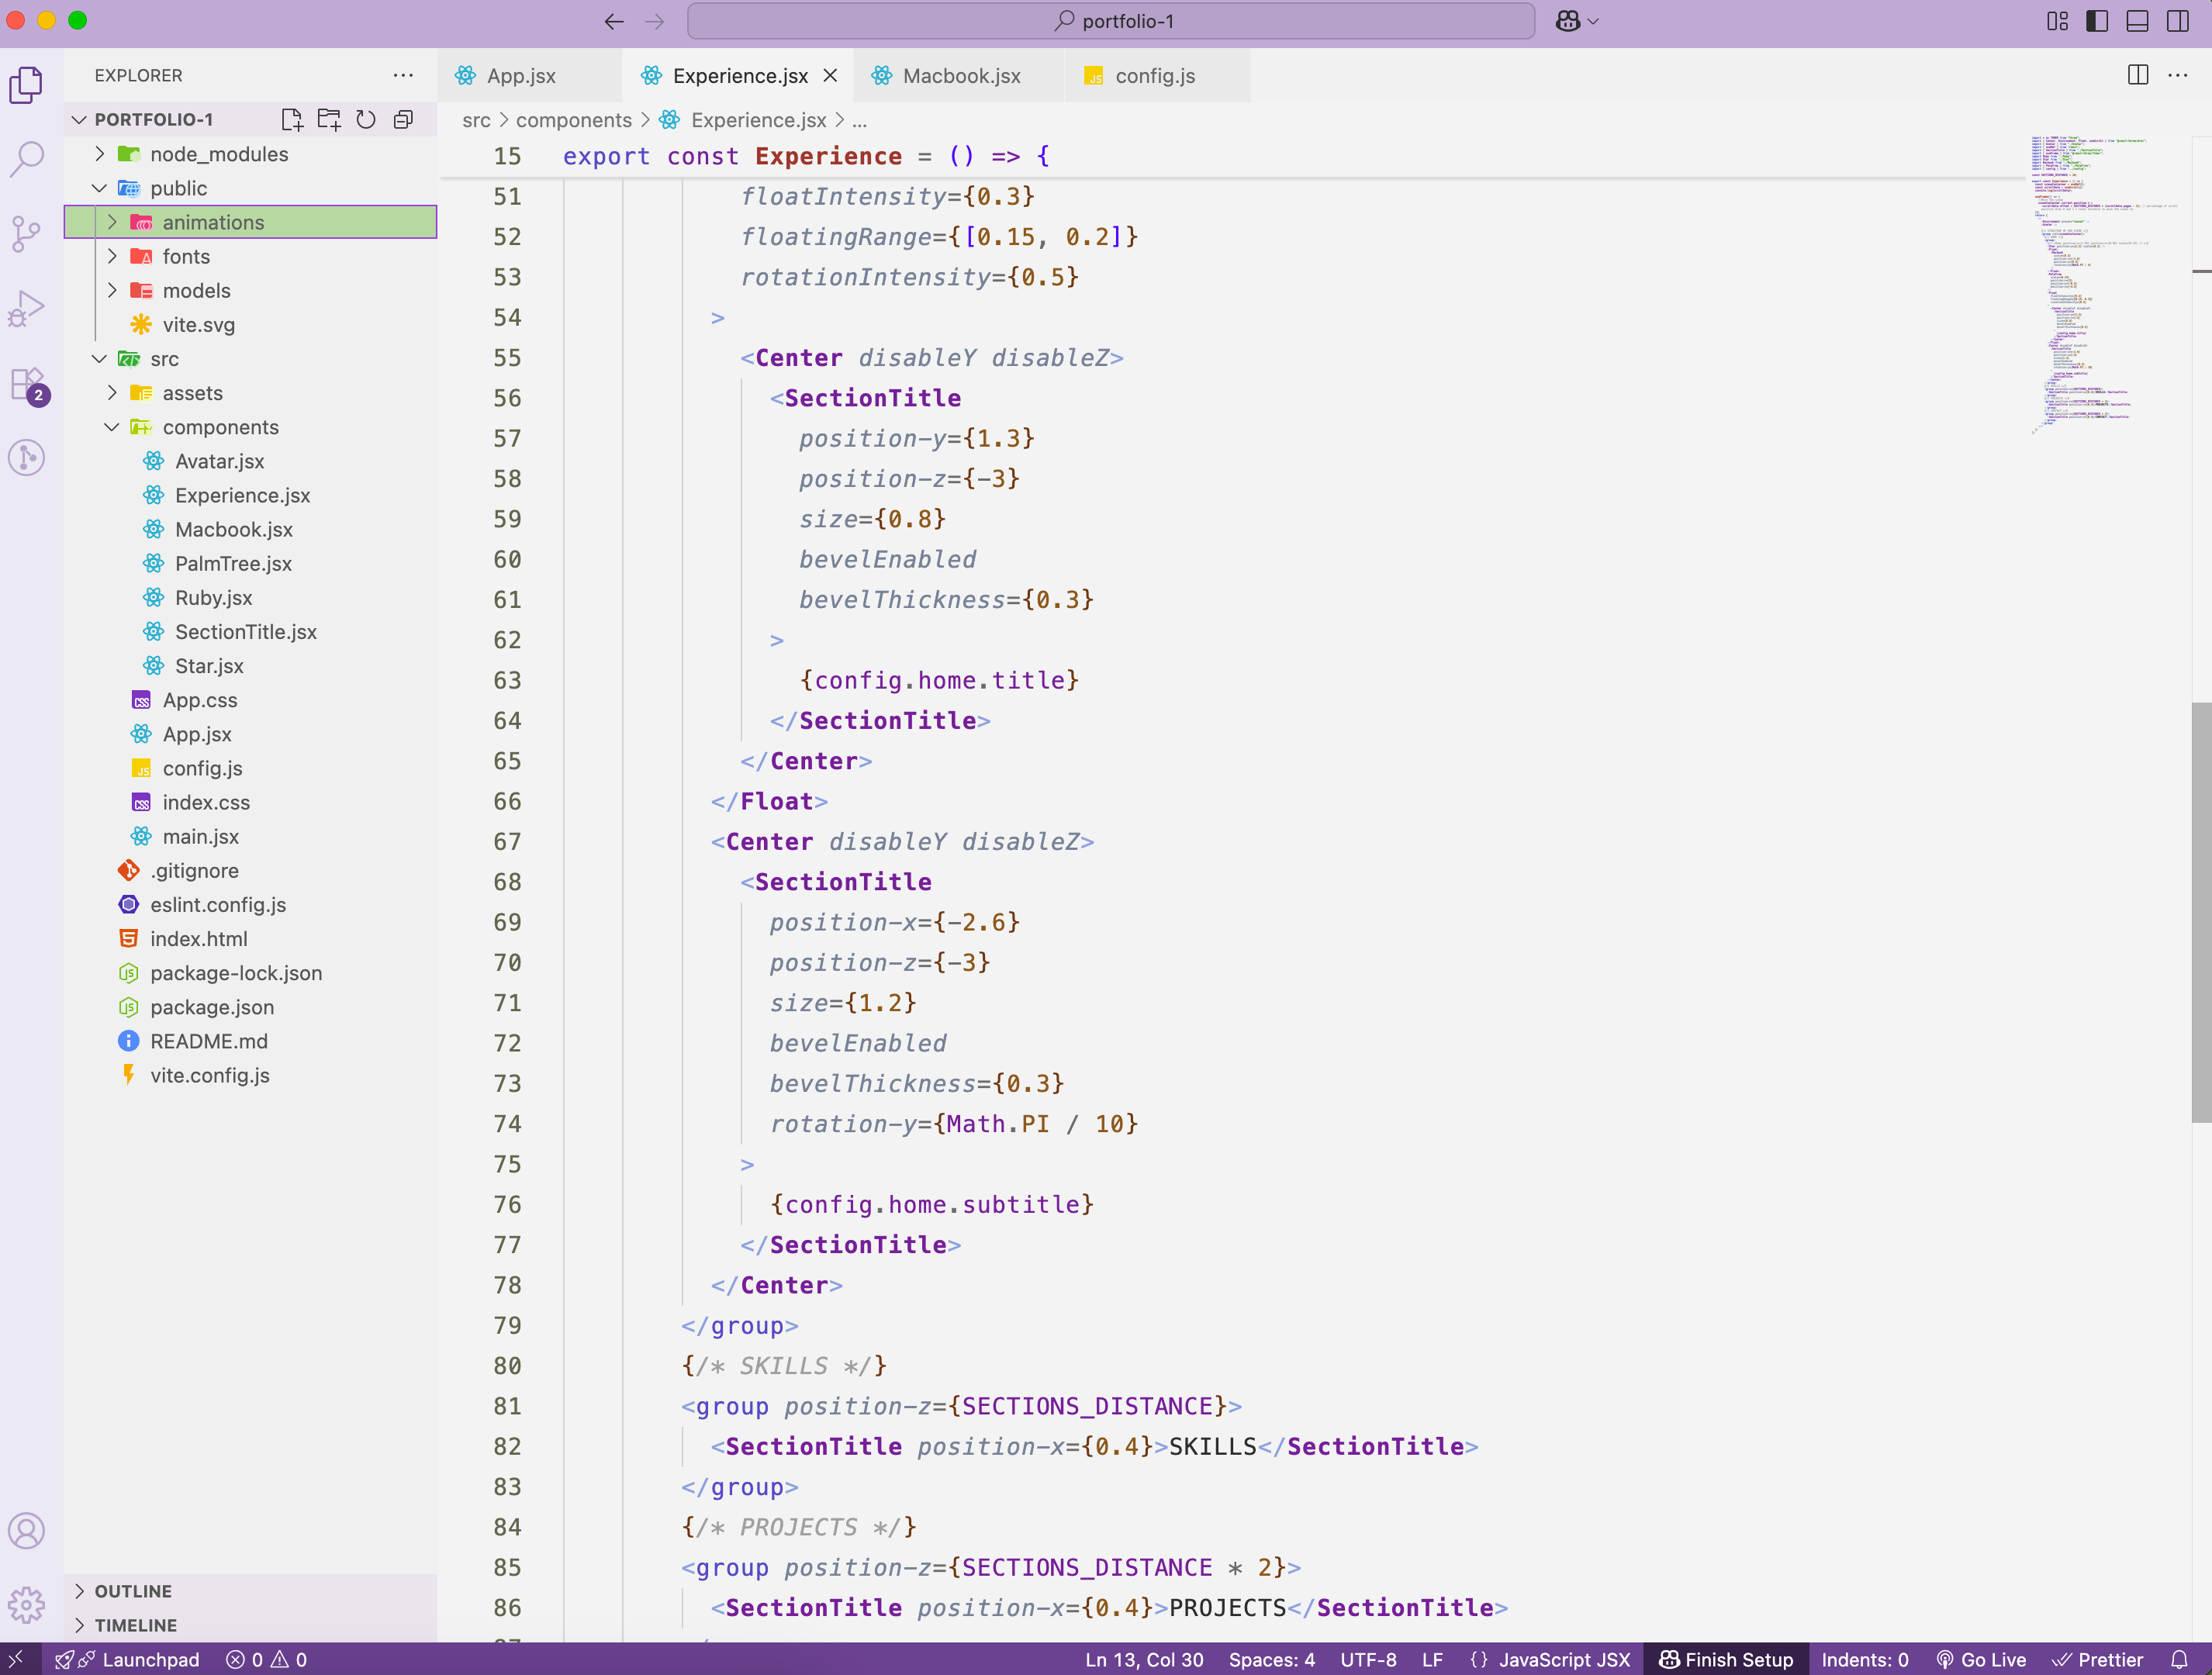 portfolio-1
EXPLORER
PORTFOLIO-1
node_modules
public
animations
fonts
models
vite.svg
src
assets
components
Avatar.jsx
Experience.jsx
Macbook.jsx
PalmTree.jsx
Ruby.jsx
SectionTitle.jsx
Star.jsx
App.css
App.jsx
config.js
index.css
main.jsx
.gitignore
eslint.config.js
index.html
package-lock.json
package.json
README.md
vite.config.js
OUTLINE
TIMELINE
2
App.jsx
Experience.jsx
Macbook.jsx
config.js
src > components > Experience.jsx > ...
15 export const Experience = () => {
51 floatIntensity={0.3}
52 floatingRange={[0.15, 0.2]}
53 rotationIntensity={0.5}
54 >
55 <Center disableY disableZ>
56 <SectionTitle
57 position-y={1.3}
58 position-z={-3}
59 size={0.8}
60 bevelEnabled
61 bevelThickness={0.3}
62 >
63 {config.home.title}
64 </SectionTitle>
65 </Center>
66 </Float>
67 <Center disableY disableZ>
68 <SectionTitle
69 position-x={-2.6}
70 position-z={-3}
71 size={1.2}
72 bevelEnabled
73 bevelThickness={0.3}
74 rotation-y={Math.PI / 10}
75 >
76 {config.home.subtitle}
77 </SectionTitle>
78 </Center>
79 </group>
80 {/* SKILLS */}
81 <group position-z={SECTIONS_DISTANCE}>
82 <SectionTitle position-x={0.4}>SKILLS</SectionTitle>
83 </group>
84 {/* PROJECTS */}
85 <group position-z={SECTIONS_DISTANCE * 2}>
86 <SectionTitle position-x={0.4}>PROJECTS</SectionTitle>
Launchpad 0 0 Ln 13, Col 30 Spaces: 4 UTF-8 LF {} JavaScript JSX Finish Setup Indents: 0 Go Live Prettier